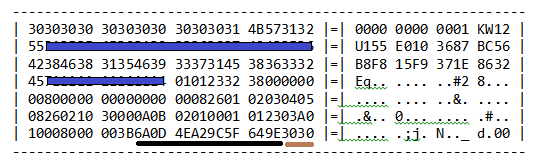 | 30303030 30303030 30303031 4B573132 |=| 0000 0000 0001 KW12 |
| 55 |=| U155 E010 3687 BC56 |
| 42384638 31354639 33373145 38363332 |=| B8F8 15F9 371E 8632 |
| 45 01012332 38000000 |=| Eq.. .... ..#2 8... |
| 00800000 00000000 00082601 02030405 |=| .... .... ..&. .... |
| 08260210 30000A0B 02010001 012303A0 |=| .&.. 0... .... .#.. |
| 10008000 003B6A0D 4EA29C5F 649E3030 |=| .... .;j. N.._ d.00 |